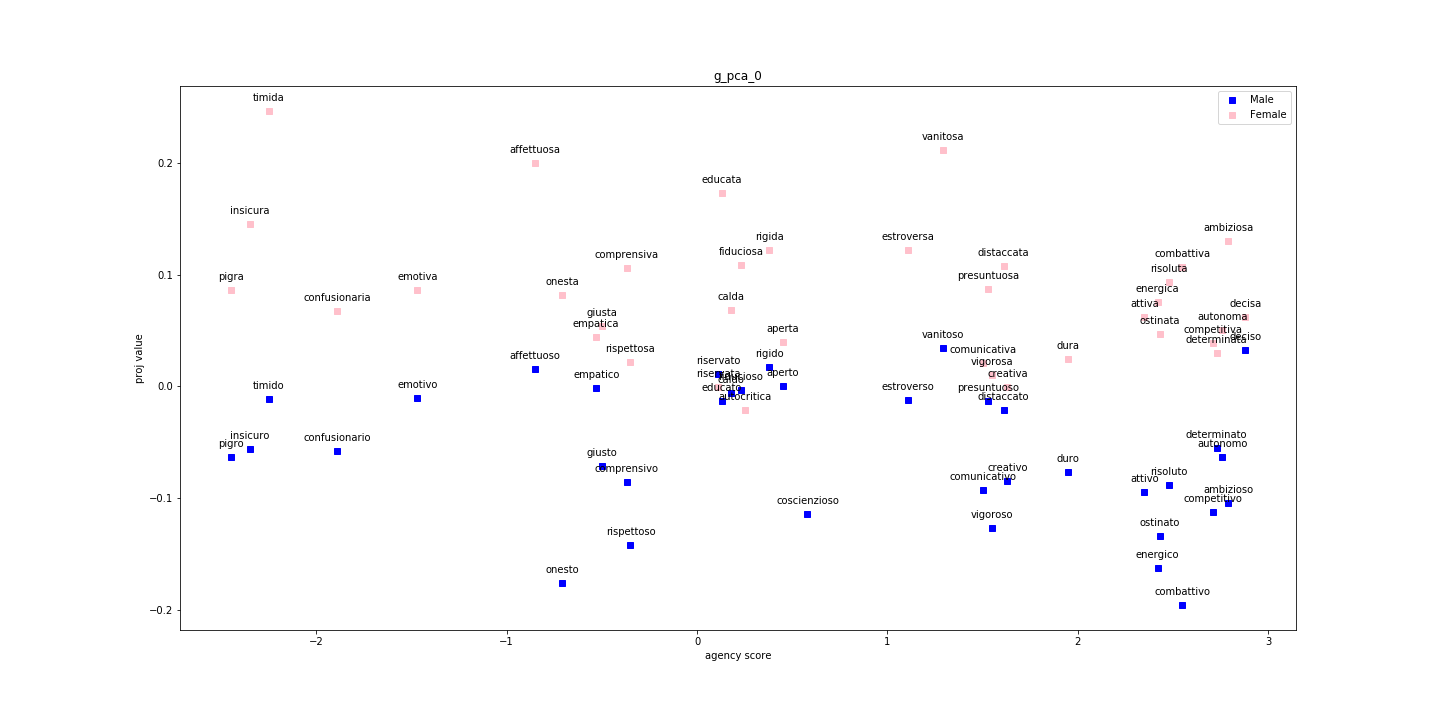 g_pca_0
Male
Female
timida
vanitosa
affettuosa
educata
insicura
ambiziosa
rigida
estroversa
comprensiva
fiduciosa
distaccata
combattiva
risoluta
pigra
emotiva
onesta
presuntuosa
energica
confusionaria
calda
attiva
decisa
giusta
autonoma
empatica
ostinata
aperta
competitiva
vanitoso
deciso
determinata
rispettosa
dura
comunicativa
affettuoso
riservato
rigido
vigorosa
empatico
riservata
fiducioso
caldo
aperto
creativa
timido
emotivo
educato
estroverso
presuntuoso
autocritica
distaccato
insicuro
confusionario
determinato
pigro
autonomo
giusto
comprensivo
creativo
duro
risoluto
comunicativo
attivo
ambizioso
coscienzioso
competitivo
vigoroso
ostinato
rispettoso
energico
onesto
combattivo
proj value
0.2
0.1
0.0
−0.1
−0.2
−2
−1
0
1
2
3
agency score